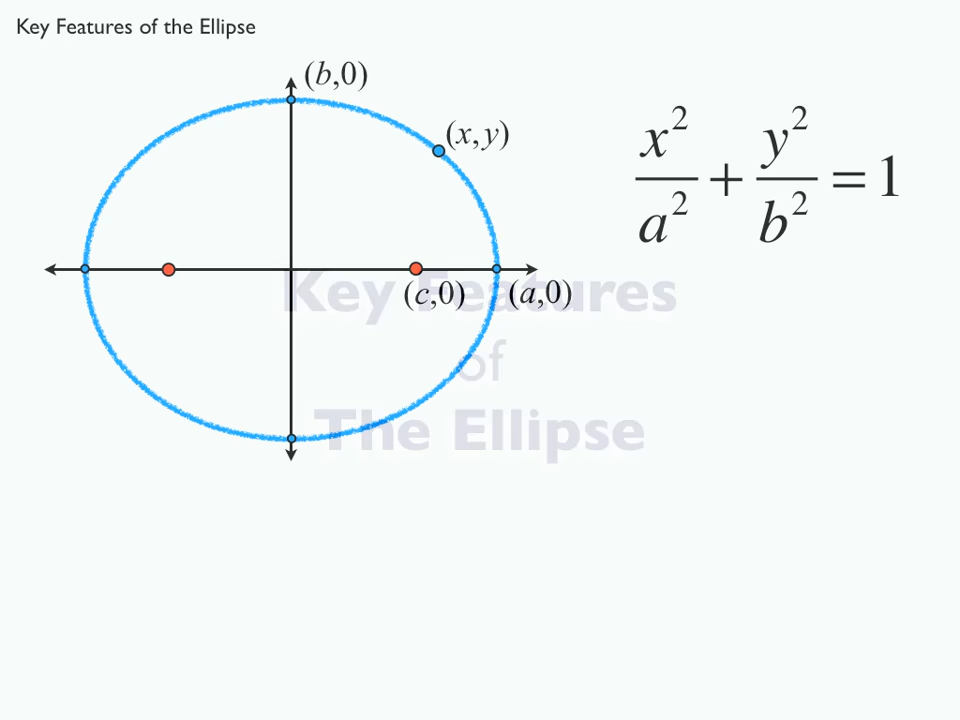 Key Features of the Ellipse
(b,0)
(x,y)
x²/a² + y²/b² = 1
(c,0)
(a,0)
Key Features
of
The Ellipse